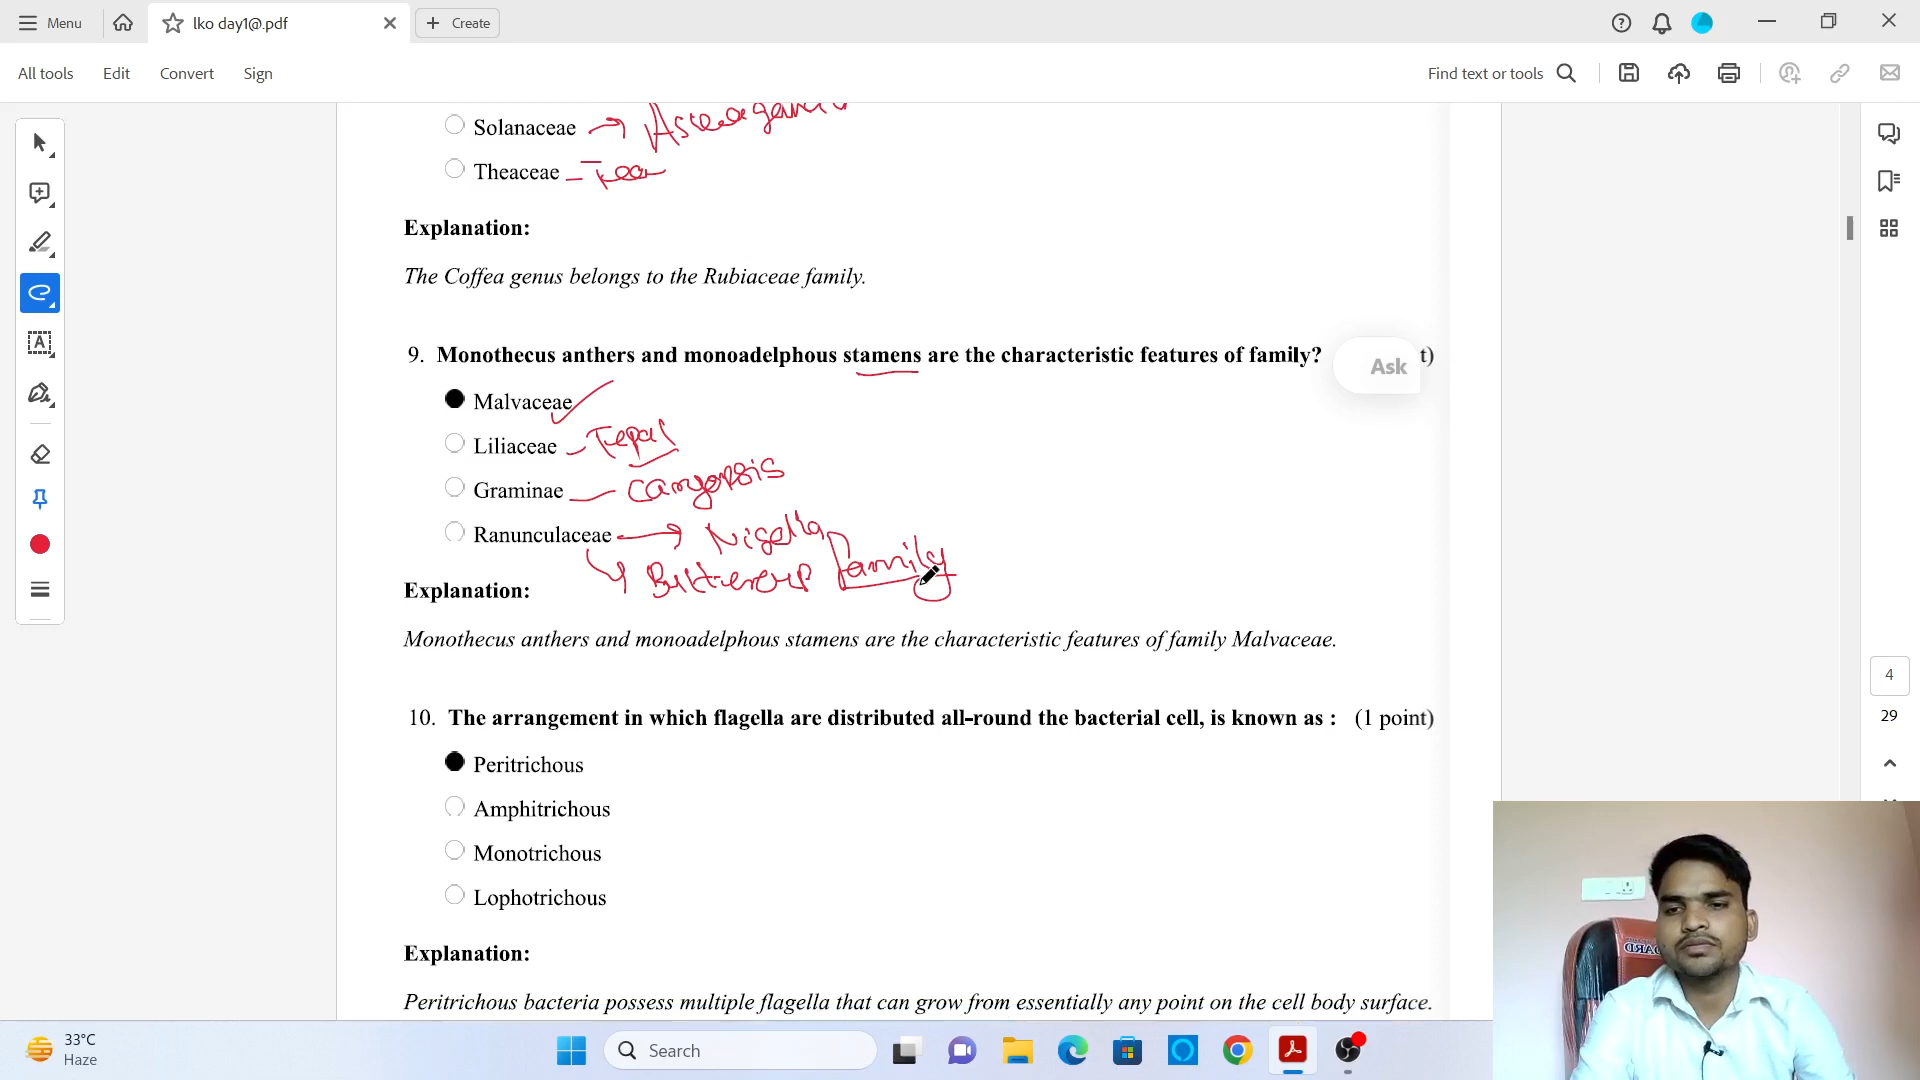 Menu
lko day1@.pdf
Create
All tools Edit Convert Sign
Find text or tools
Solanaceae
Theaceae - Tea
Explanation:
The Coffea genus belongs to the Rubiaceae family.
9. Monothecus anthers and monoadelphous stamens are the characteristic features of family? t)
Ask
Malvaceae
Liliaceae - Tepal
Graminae - Caryopsis
Ranunculaceae → Nigella
Buttercup family
Explanation:
Monothecus anthers and monoadelphous stamens are the characteristic features of family Malvaceae.
10. The arrangement in which flagella are distributed all-round the bacterial cell, is known as : (1 point)
Peritrichous
Amphitrichous
Monotrichous
Lophotrichous
Explanation:
Peritrichous bacteria possess multiple flagella that can grow from essentially any point on the cell body surface.
4
29
33°C
Haze
Search